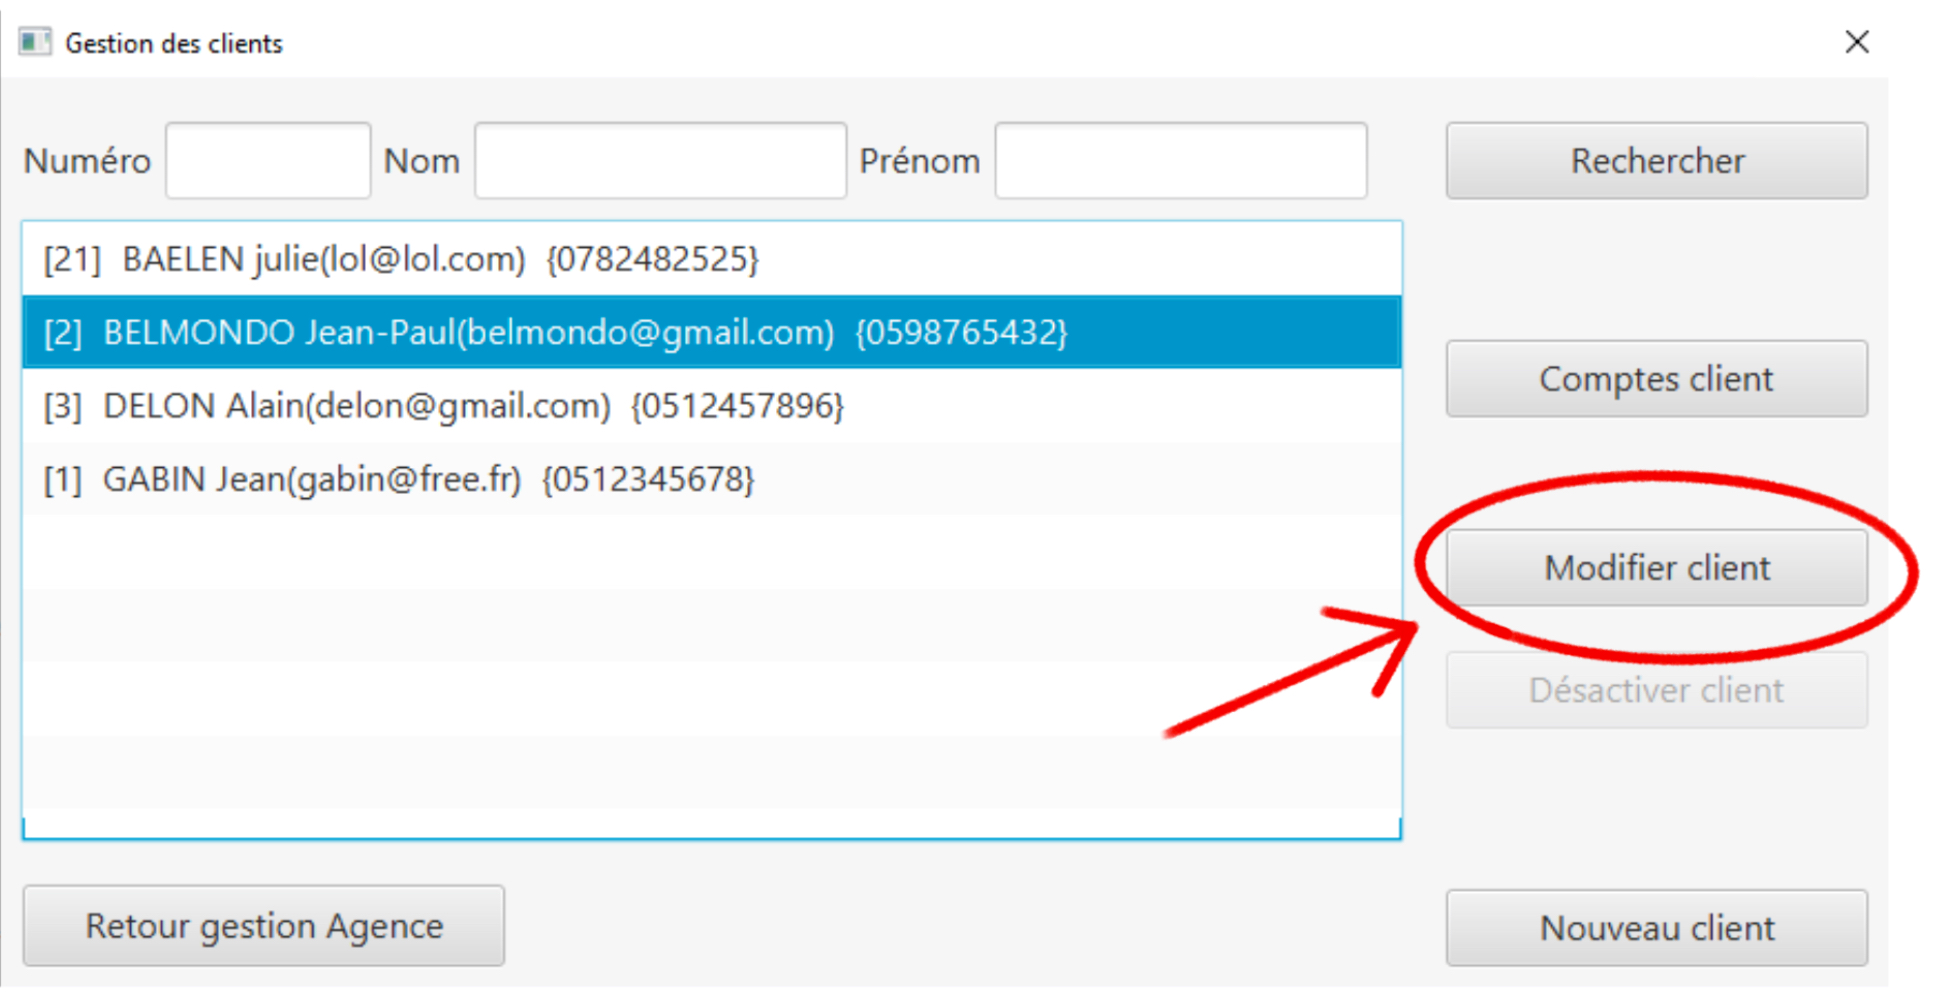 Gestion des clients
Numéro Nom Prénom Rechercher
[21] BAELEN julie(lol@lol.com) {0782482525}
[2] BELMONDO Jean-Paul(belmondo@gmail.com) {0598765432}
Comptes client
[3] DELON Alain(delon@gmail.com) {0512457896}
[1] GABIN Jean(gabin@free.fr) {0512345678}
Modifier client
Désactiver client
Retour gestion Agence
Nouveau client